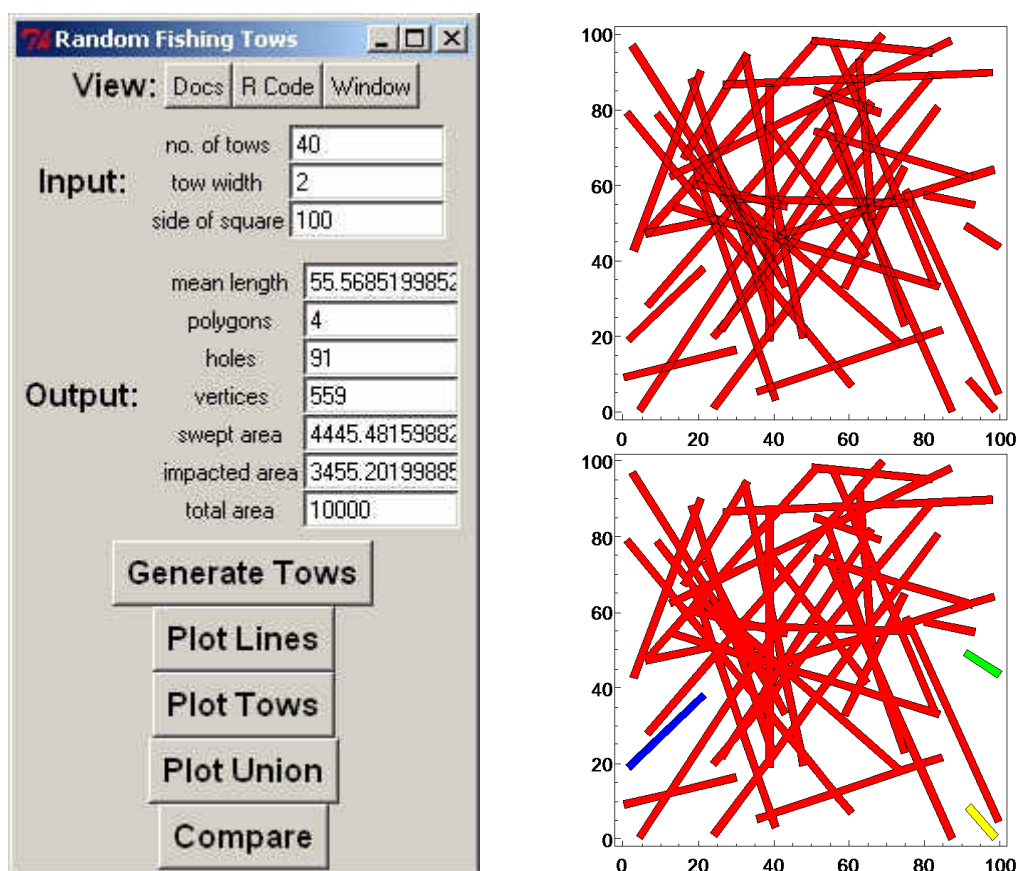 Random Fishing Tows
View: Docs R Code Window
Input:
no. of tows 40
tow width 2
side of square 100
Output:
mean length 55.5685199852
polygons 4
holes 91
vertices 559
swept area 4445.48159882
impacted area 3455.20199885
total area 10000
Generate Tows
Plot Lines
Plot Tows
Plot Union
Compare
100
80
60
40
20
0
0 20 40 60 80 100
100
80
60
40
20
0
0 20 40 60 80 100